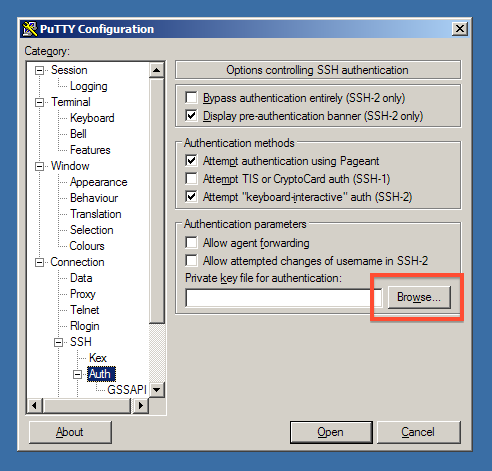 PuTTY Configuration
Category:
Session
Logging
Terminal
Keyboard
Bell
Features
Window
Appearance
Behaviour
Translation
Selection
Colours
Connection
Data
Proxy
Telnet
Rlogin
SSH
Kex
Auth
GSSAPI
Options controlling SSH authentication
Bypass authentication entirely (SSH-2 only)
Display pre-authentication banner (SSH-2 only)
Authentication methods
Attempt authentication using Pageant
Attempt TIS or CryptoCard auth (SSH-1)
Attempt "keyboard-interactive" auth (SSH-2)
Authentication parameters
Allow agent forwarding
Allow attempted changes of username in SSH-2
Private key file for authentication:
Browse...
About
Open
Cancel